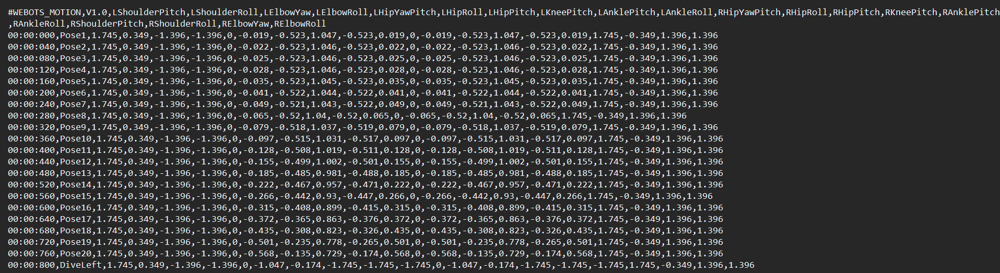 #WEBOTS_MOTION,V1.0,LShoulderPitch,LShoulderRoll,LElbowYaw,LElbowRoll,LHipYawPitch,LHipRoll,LHipPitch,LKneePitch,LAnklePitch,LAnkleRoll,RHipYawPitch,RHipRoll,RHipPitch,RKneePitch,RAnklePitch
,RAnkleRoll,RShoulderPitch,RShoulderRoll,RElbowYaw,RElbowRoll
00:00:000,Pose1,1.745,0.349,-1.396,-1.396,0,-0.019,-0.523,1.047,-0.523,0.019,0,-0.019,-0.523,1.047,-0.523,0.019,1.745,-0.349,1.396,1.396
00:00:040,Pose2,1.745,0.349,-1.396,-1.396,0,-0.022,-0.523,1.046,-0.523,0.022,0,-0.022,-0.523,1.046,-0.523,0.022,1.745,-0.349,1.396,1.396
00:00:080,Pose3,1.745,0.349,-1.396,-1.396,0,-0.025,-0.523,1.046,-0.523,0.025,0,-0.025,-0.523,1.046,-0.523,0.025,1.745,-0.349,1.396,1.396
00:00:120,Pose4,1.745,0.349,-1.396,-1.396,0,-0.028,-0.523,1.046,-0.523,0.028,0,-0.028,-0.523,1.046,-0.523,0.028,1.745,-0.349,1.396,1.396
00:00:160,Pose5,1.745,0.349,-1.396,-1.396,0,-0.035,-0.523,1.045,-0.523,0.035,0,-0.035,-0.523,1.045,-0.523,0.035,1.745,-0.349,1.396,1.396
00:00:200,Pose6,1.745,0.349,-1.396,-1.396,0,-0.041,-0.522,1.044,-0.522,0.041,0,-0.041,-0.522,1.044,-0.522,0.041,1.745,-0.349,1.396,1.396
00:00:240,Pose7,1.745,0.349,-1.396,-1.396,0,-0.049,-0.521,1.043,-0.522,0.049,0,-0.049,-0.521,1.043,-0.522,0.049,1.745,-0.349,1.396,1.396
00:00:280,Pose8,1.745,0.349,-1.396,-1.396,0,-0.065,-0.52,1.04,-0.52,0.065,0,-0.065,-0.52,1.04,-0.52,0.065,1.745,-0.349,1.396,1.396
00:00:320,Pose9,1.745,0.349,-1.396,-1.396,0,-0.079,-0.518,1.037,-0.519,0.079,0,-0.079,-0.518,1.037,-0.519,0.079,1.745,-0.349,1.396,1.396
00:00:360,Pose10,1.745,0.349,-1.396,-1.396,0,-0.097,-0.515,1.031,-0.517,0.097,0,-0.097,-0.515,1.031,-0.517,0.097,1.745,-0.349,1.396,1.396
00:00:400,Pose11,1.745,0.349,-1.396,-1.396,0,-0.128,-0.508,1.019,-0.511,0.128,0,-0.128,-0.508,1.019,-0.511,0.128,1.745,-0.349,1.396,1.396
00:00:440,Pose12,1.745,0.349,-1.396,-1.396,0,-0.155,-0.499,1.002,-0.501,0.155,0,-0.155,-0.499,1.002,-0.501,0.155,1.745,-0.349,1.396,1.396
00:00:480,Pose13,1.745,0.349,-1.396,-1.396,0,-0.185,-0.485,0.981,-0.488,0.185,0,-0.185,-0.485,0.981,-0.488,0.185,1.745,-0.349,1.396,1.396
00:00:520,Pose14,1.745,0.349,-1.396,-1.396,0,-0.222,-0.467,0.957,-0.471,0.222,0,-0.222,-0.467,0.957,-0.471,0.222,1.745,-0.349,1.396,1.396
00:00:560,Pose15,1.745,0.349,-1.396,-1.396,0,-0.266,-0.442,0.93,-0.447,0.266,0,-0.266,-0.442,0.93,-0.447,0.266,1.745,-0.349,1.396,1.396
00:00:600,Pose16,1.745,0.349,-1.396,-1.396,0,-0.315,-0.408,0.899,-0.415,0.315,0,-0.315,-0.408,0.899,-0.415,0.315,1.745,-0.349,1.396,1.396
00:00:640,Pose17,1.745,0.349,-1.396,-1.396,0,-0.372,-0.365,0.863,-0.376,0.372,0,-0.372,-0.365,0.863,-0.376,0.372,1.745,-0.349,1.396,1.396
00:00:680,Pose18,1.745,0.349,-1.396,-1.396,0,-0.435,-0.308,0.823,-0.326,0.435,0,-0.435,-0.308,0.823,-0.326,0.435,1.745,-0.349,1.396,1.396
00:00:720,Pose19,1.745,0.349,-1.396,-1.396,0,-0.501,-0.235,0.778,-0.265,0.501,0,-0.501,-0.235,0.778,-0.265,0.501,1.745,-0.349,1.396,1.396
00:00:760,Pose20,1.745,0.349,-1.396,-1.396,0,-0.568,-0.135,0.729,-0.174,0.568,0,-0.568,-0.135,0.729,-0.174,0.568,1.745,-0.349,1.396,1.396
00:00:800,DiveLeft,1.745,0.349,-1.396,-1.396,0,-1.047,-0.174,-1.745,-1.745,-1.745,0,-1.047,-0.174,-1.745,-1.745,-1.745,1.745,-0.349,1.396,1.396